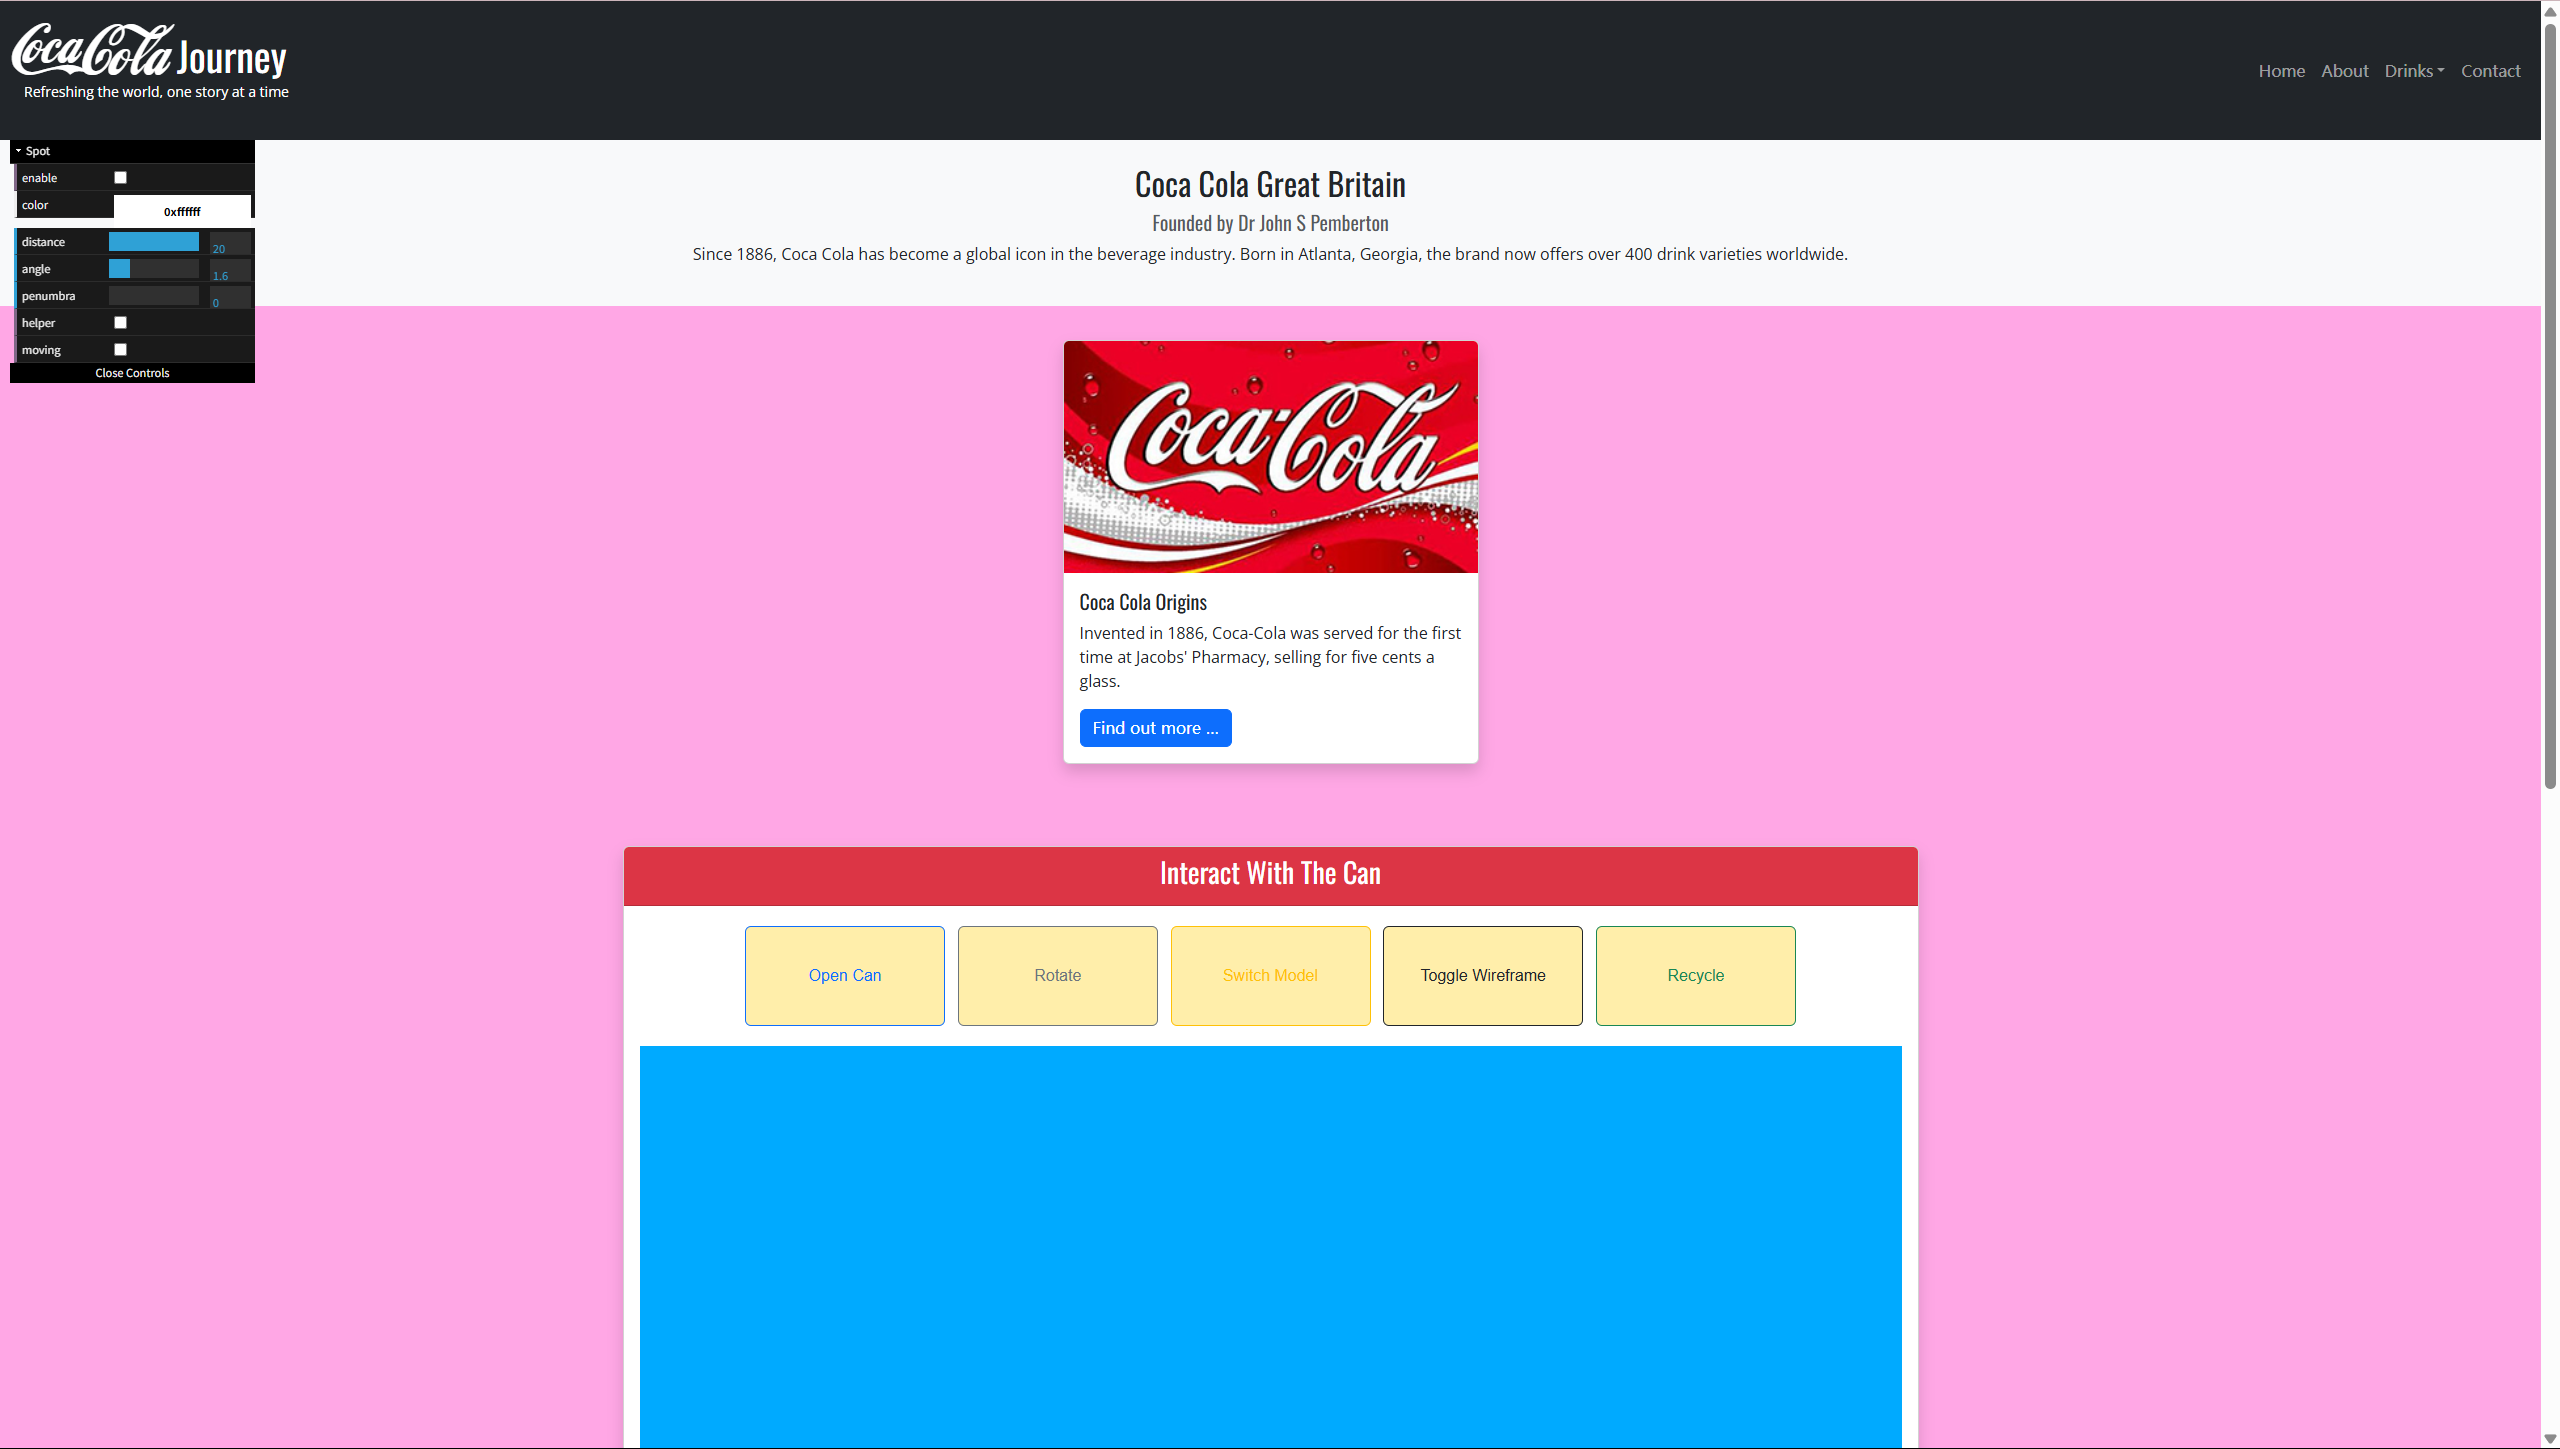 Coca Cola Journey
Refreshing the world, one story at a time
Home About Drinks Contact
Spot
enable
color 0xffffff
distance 20
angle 1.6
penumbra 0
helper
moving
Close Controls
Coca Cola Great Britain
Founded by Dr John S Pemberton
Since 1886, Coca Cola has become a global icon in the beverage industry. Born in Atlanta, Georgia, the brand now offers over 400 drink varieties worldwide.
Coca-Cola
Coca Cola Origins
Invented in 1886, Coca-Cola was served for the first
time at Jacobs' Pharmacy, selling for five cents a
glass.
Find out more ...
Interact With The Can
Open Can Rotate Switch Model Toggle Wireframe Recycle